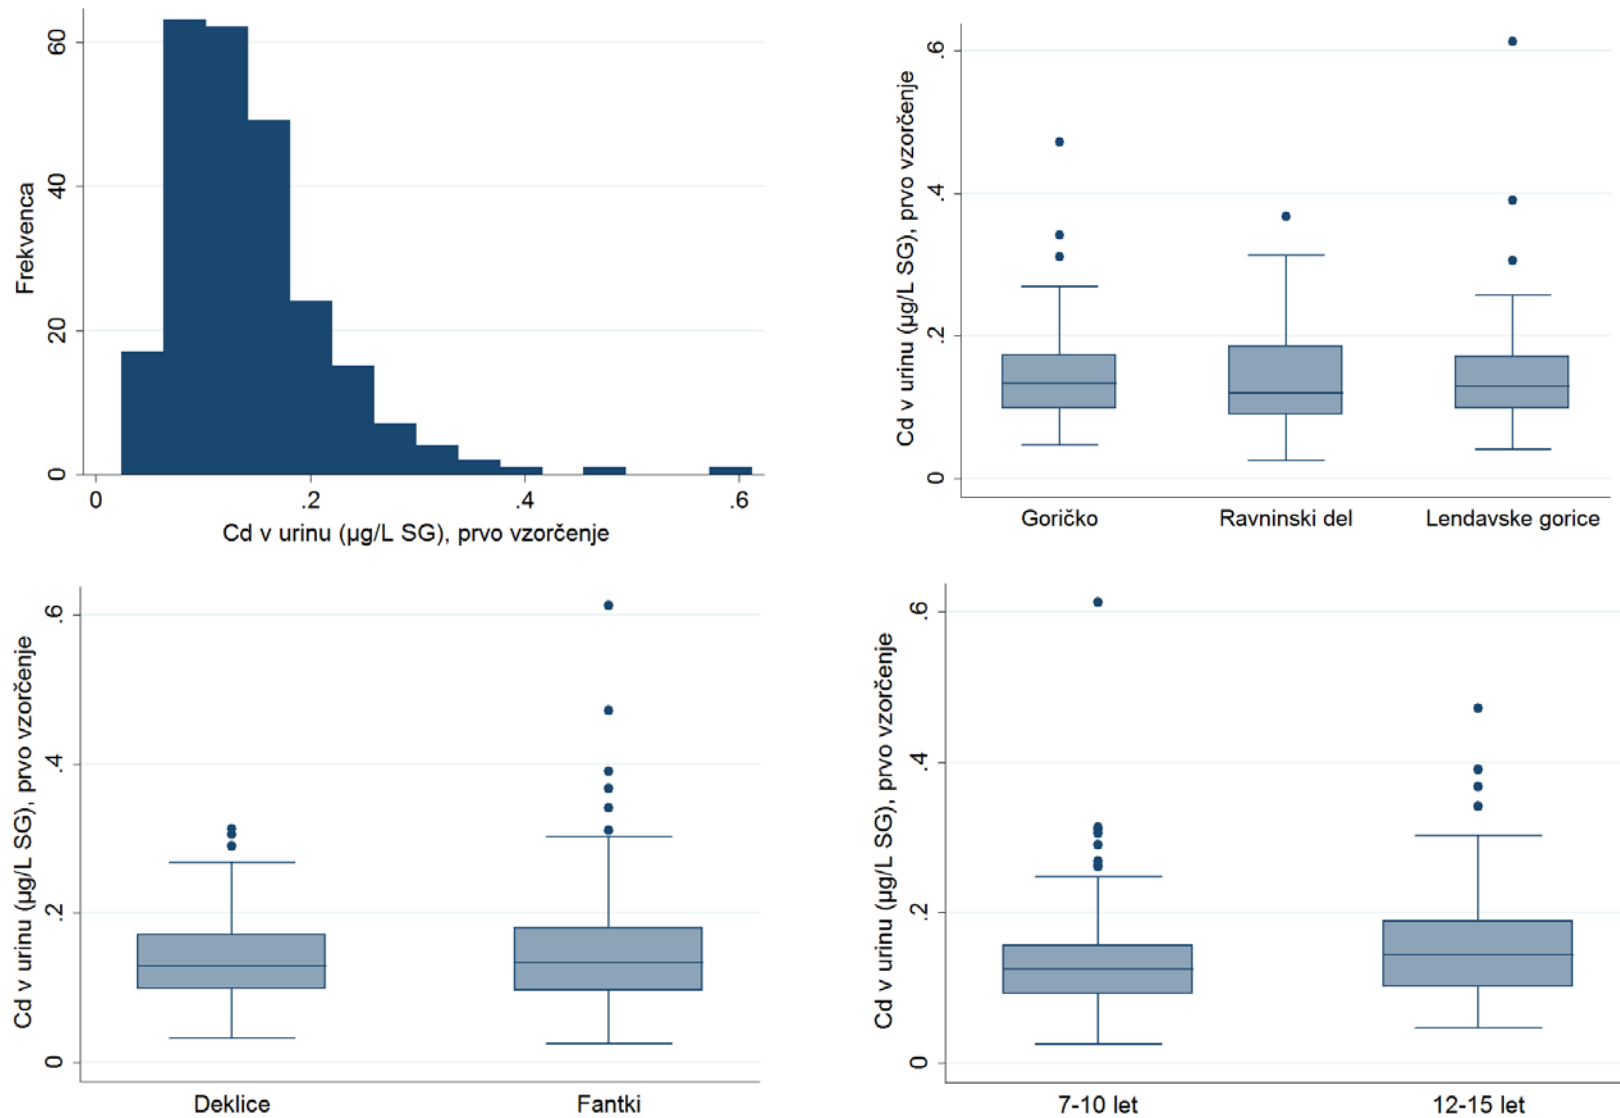 Frekvenca
60
40
20
0
0 .2 .4 .6
Cd v urinu (µg/L SG), prvo vzorčenje
Cd v urinu (µg/L SG), prvo vzorčenje
.6
.4
.2
0
Goričko Ravninski del Lendavske gorice
Cd v urinu (µg/L SG), prvo vzorčenje
.6
.4
.2
0
Deklice Fantki
Cd v urinu (µg/L SG), prvo vzorčenje
.6
.4
.2
0
7-10 let 12-15 let